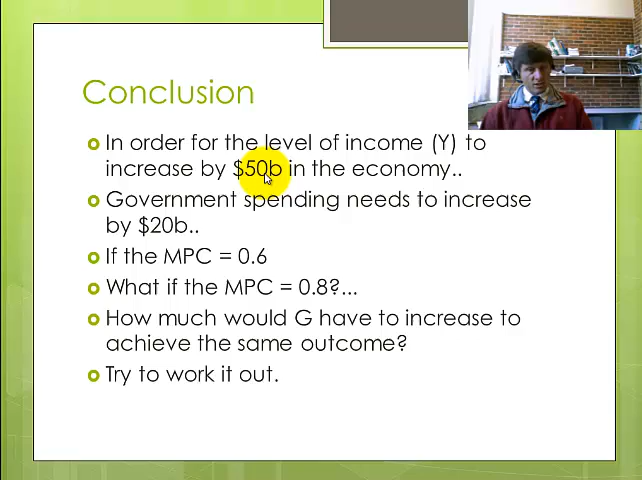 Conclusion
In order for the level of income (Y) to
increase by $50b in the economy..
Government spending needs to increase
by $20b..
If the MPC = 0.6
What if the MPC = 0.8?...
How much would G have to increase to
achieve the same outcome?
Try to work it out.